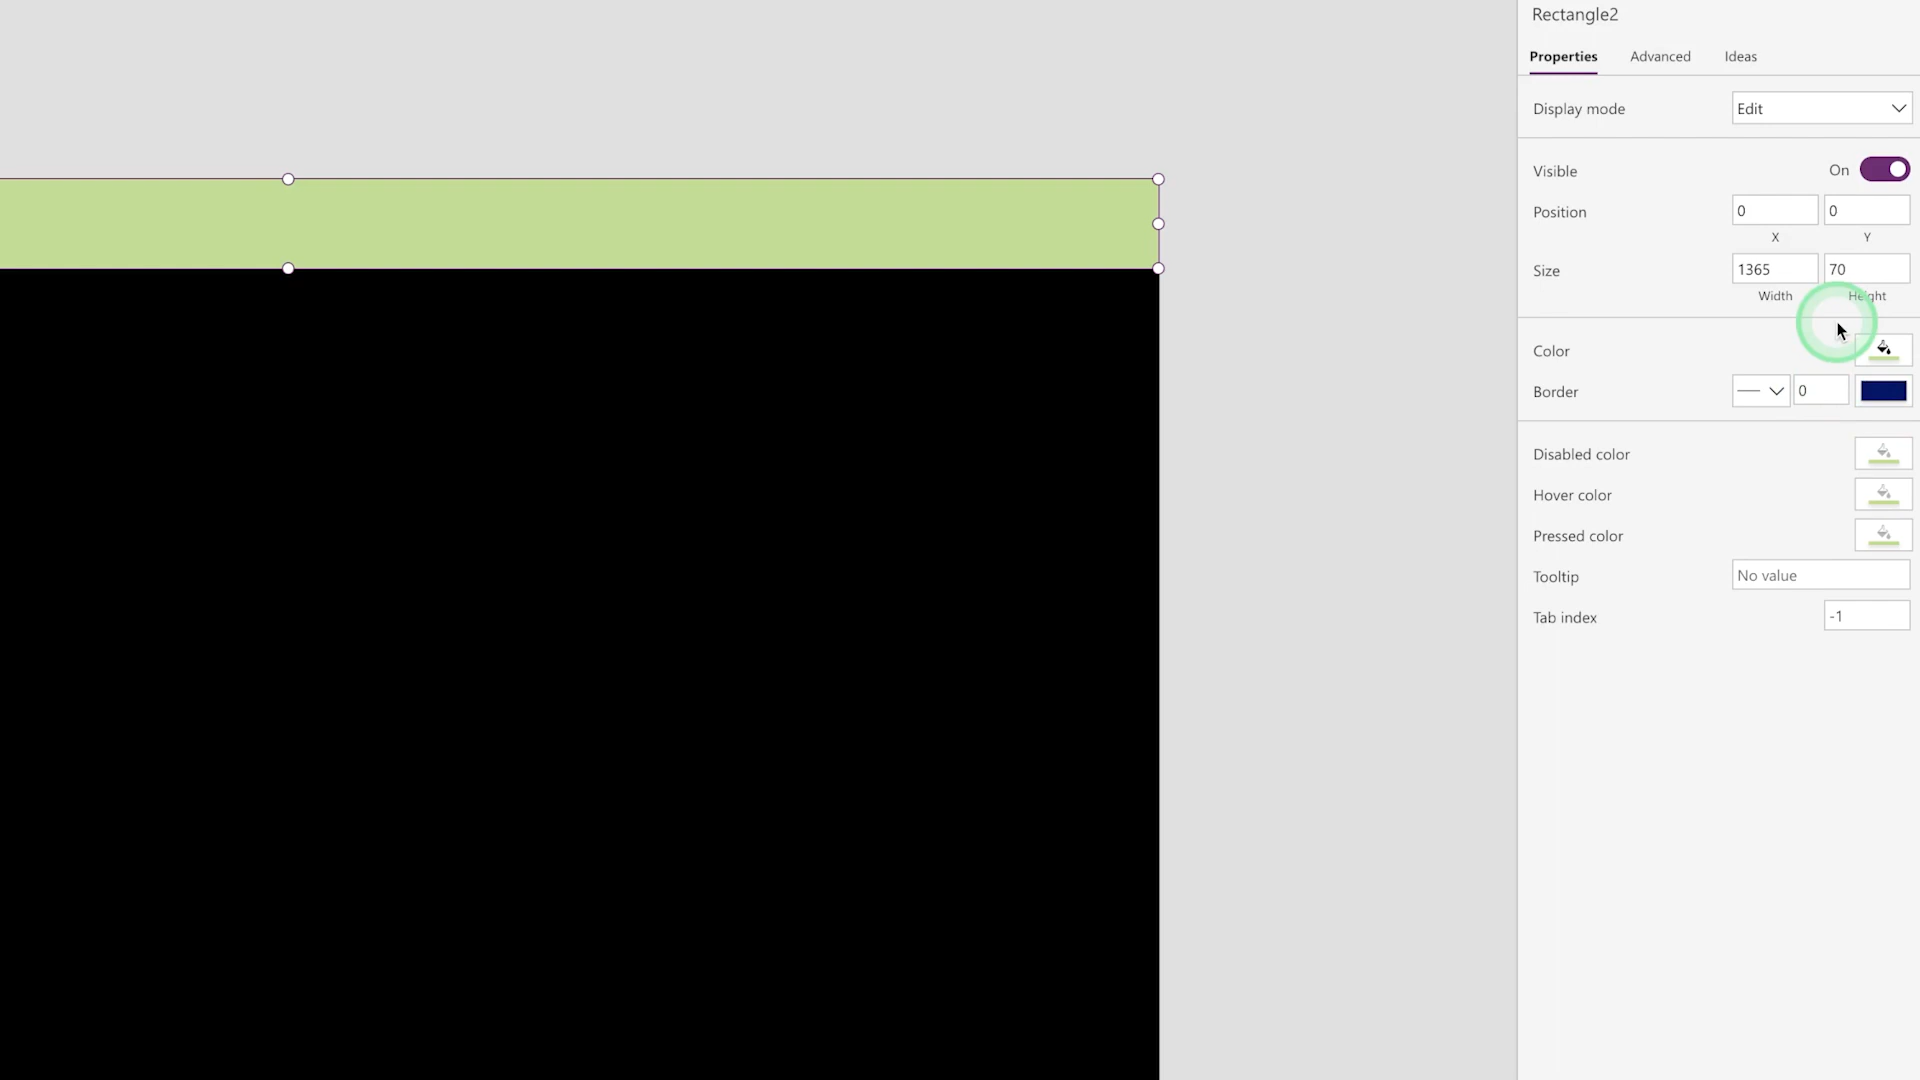 Rectangle2
Properties Advanced Ideas
Display mode Edit
Visible On
Position 0 0
X Y
Size 1365 70
Width Height
Color
Border 0
Disabled color
Hover color
Pressed color
Tooltip No value
Tab index -1